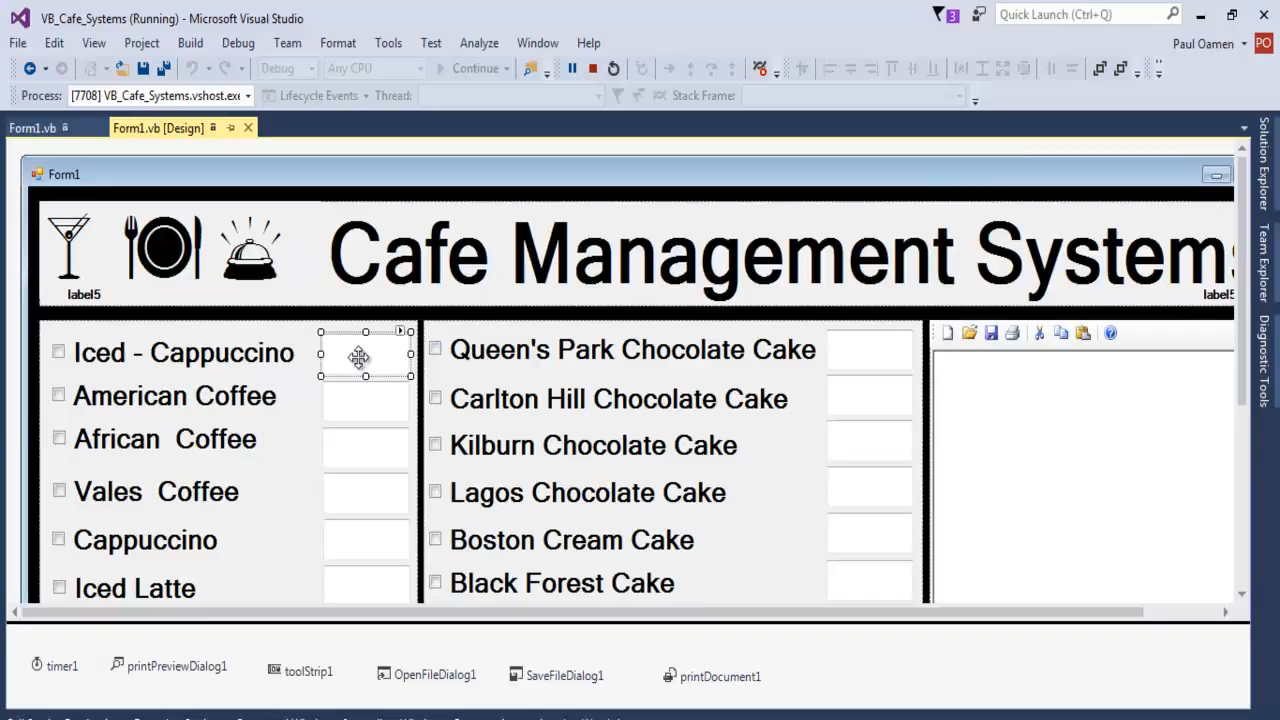 VB_Cafe_Systems (Running) - Microsoft Visual Studio
3
Quick Launch (Ctrl+Q)
File Edit View Project Build Debug Team Format Tools Test Analyze Window Help
Paul Oamen
PO
Debug
Any CPU
Continue
Process: [7708] VB_Cafe_Systems.vshost.exe
Lifecycle Events
Thread:
Stack Frame:
Form1.vb
Form1.vb [Design]
Solution Explorer
Team Explorer
Diagnostic Tools
Form1
Cafe Management Systems
label5
label5
Iced - Cappuccino
American Coffee
African Coffee
Vales Coffee
Cappuccino
Iced Latte
Queen's Park Chocolate Cake
Carlton Hill Chocolate Cake
Kilburn Chocolate Cake
Lagos Chocolate Cake
Boston Cream Cake
Black Forest Cake
timer1
printPreviewDialog1
toolStrip1
OpenFileDialog1
SaveFileDialog1
printDocument1